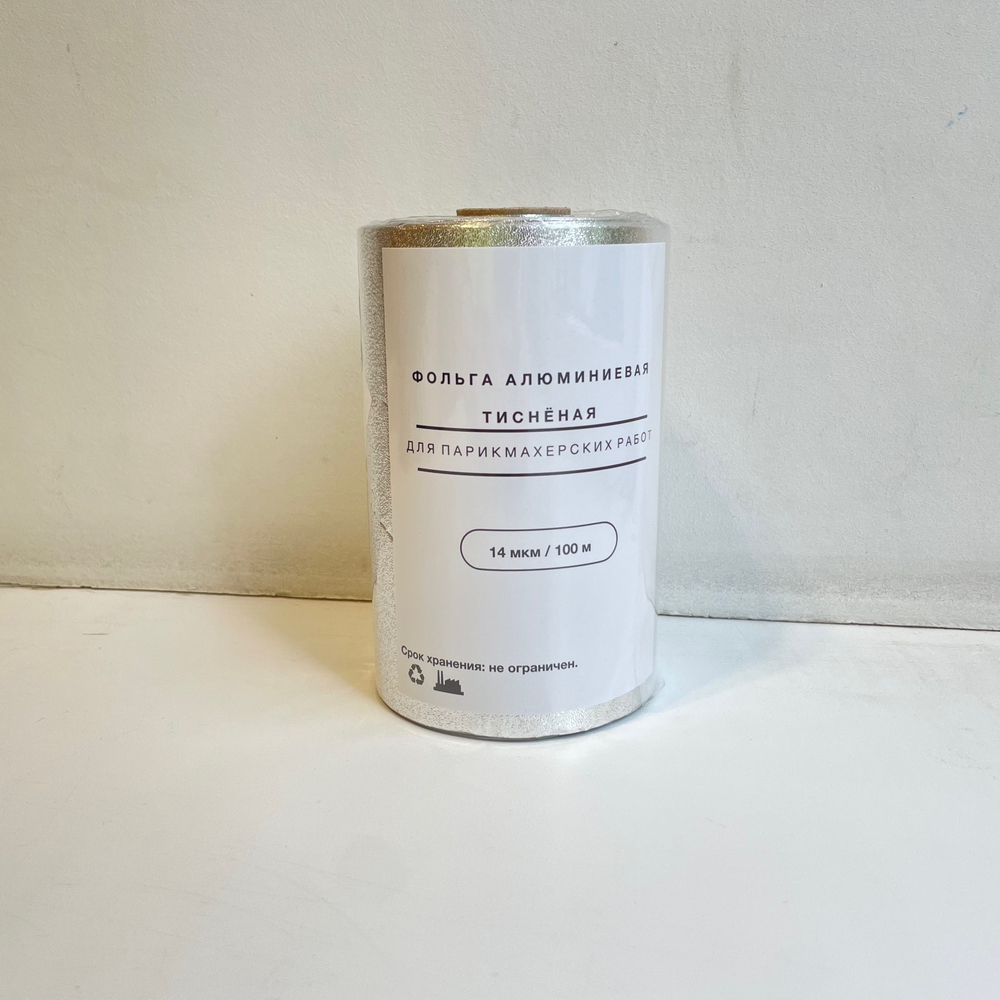 ФОЛЬГА АЛЮМИНИЕВАЯ
ТИСНЁНАЯ
ДЛЯ ПАРИКМАХЕРСКИХ РАБОТ
14 мкм / 100 м
Срок хранения: не ограничен.